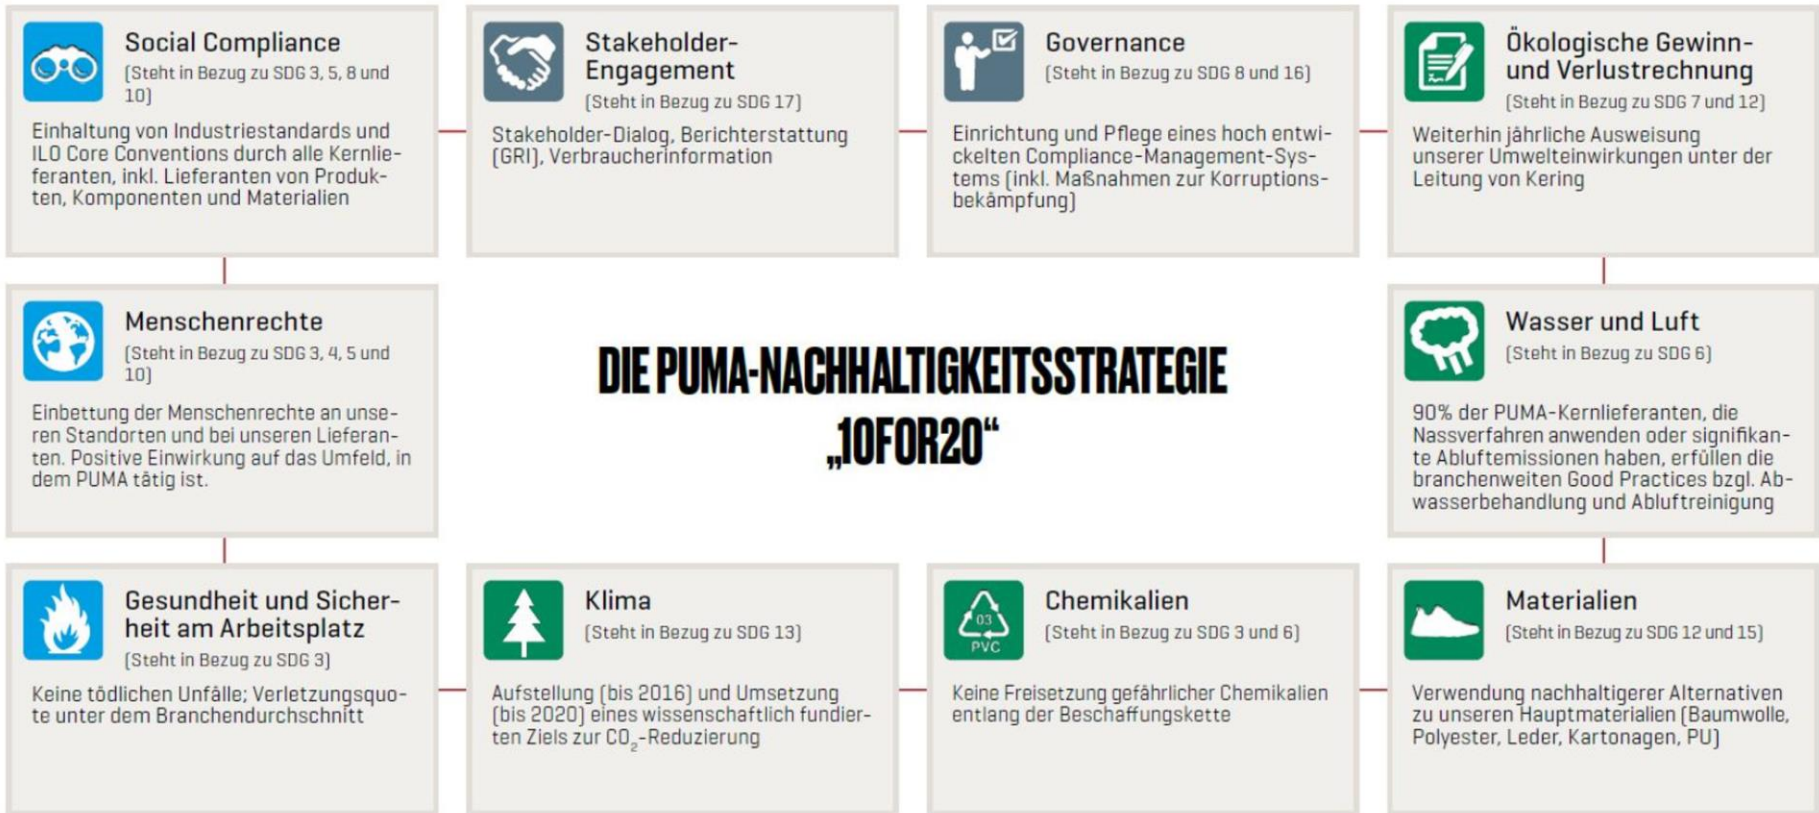 Social Compliance
(Steht in Bezug zu SDG 3, 5, 8 und
10)
Einhaltung von Industriestandards und
ILO Core Conventions durch alle Kernlie-
feranten, inkl. Lieferanten von Produk-
ten, Komponenten und Materialien
Stakeholder-
Engagement
(Steht in Bezug zu SDG 17)
Stakeholder-Dialog, Berichterstattung
(GRI), Verbraucherinformation
Governance
(Steht in Bezug zu SDG 8 und 16)
Einrichtung und Pflege eines hoch entwi-
ckelten Compliance-Management-Sys-
tems (inkl. Maßnahmen zur Korruptions-
bekämpfung)
Ökologische Gewinn-
und Verlustrechnung
(Steht in Bezug zu SDG 7 und 12)
Weiterhin jährliche Ausweisung
unserer Umwelteinwirkungen unter der
Leitung von Kering
Menschenrechte
(Steht in Bezug zu SDG 3, 4, 5 und
10)
Einbettung der Menschenrechte an unse-
ren Standorten und bei unseren Lieferan-
ten. Positive Einwirkung auf das Umfeld, in
dem PUMA tätig ist.
DIE PUMA-NACHHALTIGKEITSSTRATEGIE
„10FOR20“
Wasser und Luft
(Steht in Bezug zu SDG 6)
90% der PUMA-Kernlieferanten, die
Nassverfahren anwenden oder signifikan-
te Abluftemissionen haben, erfüllen die
branchenweiten Good Practices bzgl. Ab-
wasserbehandlung und Abluftreinigung
Gesundheit und Sicher-
heit am Arbeitsplatz
(Steht in Bezug zu SDG 3)
Keine tödlichen Unfälle; Verletzungsquo-
te unter dem Branchendurchschnitt
Klima
(Steht in Bezug zu SDG 13)
Aufstellung (bis 2016) und Umsetzung
(bis 2020) eines wissenschaftlich fundier-
ten Ziels zur CO₂-Reduzierung
03
PVC
Chemikalien
(Steht in Bezug zu SDG 3 und 6)
Keine Freisetzung gefährlicher Chemikalien
entlang der Beschaffungskette
Materialien
(Steht in Bezug zu SDG 12 und 15)
Verwendung nachhaltigerer Alternativen
zu unseren Hauptmaterialien (Baumwolle,
Polyester, Leder, Kartonagen, PU)